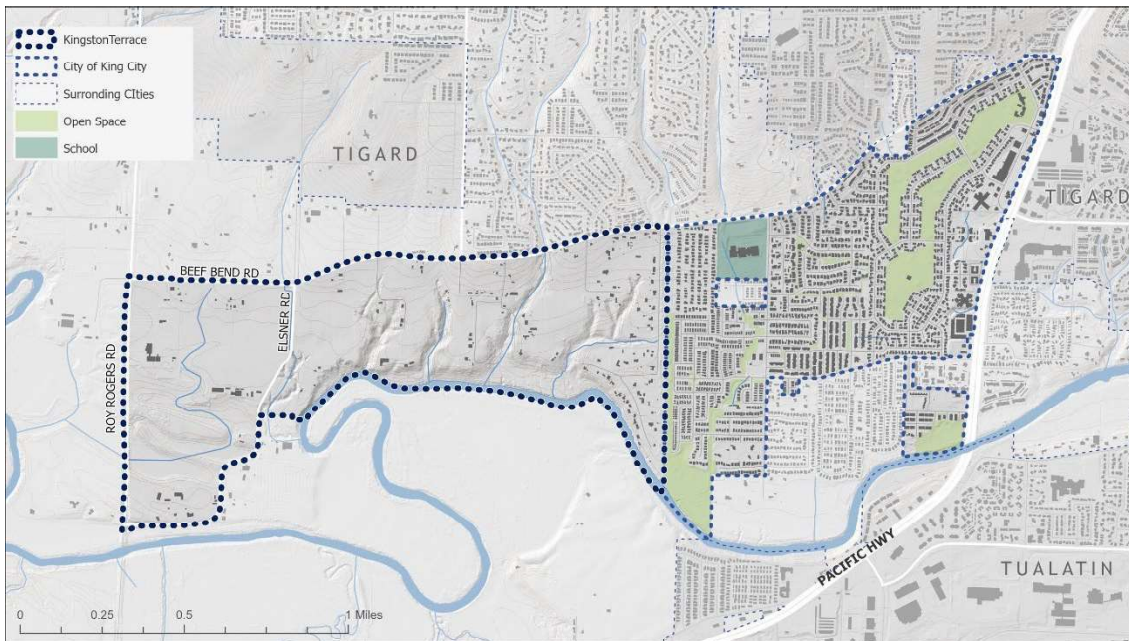 KingstonTerrace
City of King City
Surronding CIties
Open Space
School
TIGARD
TIGARD
BEEF BEND RD
ELSNER RD
ROY ROGERS RD
PACIFIC HWY
TUALATIN
0 0.25 0.5 1 Miles